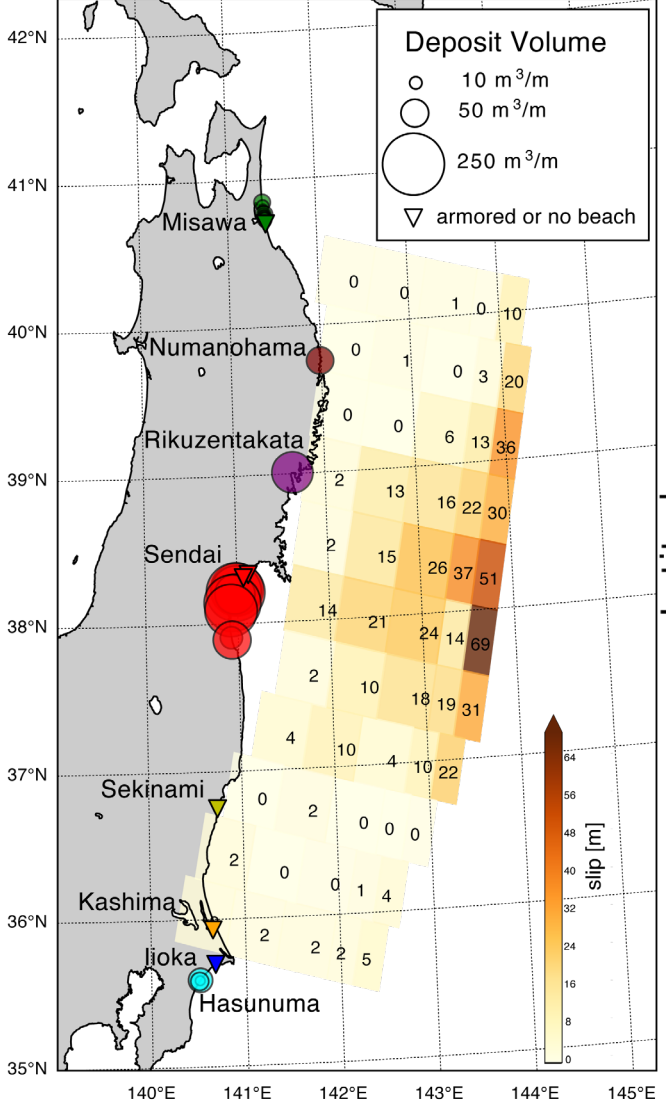 42°N
Deposit Volume
10 m³/m
50 m³/m
250 m³/m
armored or no beach
41°N
Misawa
0 0 1 0 10
40°N
Numanohama
0 1 0 3 20
0 0 6 13 36
Rikuzentakata
39°N
2 13 16 22 30
Sendai
2 15 26 37 51
38°N
14 21 24 14 69
2 10 18 19 31
4 10 4 10 22
37°N
Sekinami
0 2 0 0 0
2 0 0 1 4
Kashima
36°N
2 2 2 5
Iioka
Hasunuma
35°N
64
56
48
40
32
24
16
8
0
slip [m]
140°E 141°E 142°E 143°E 144°E 145°E